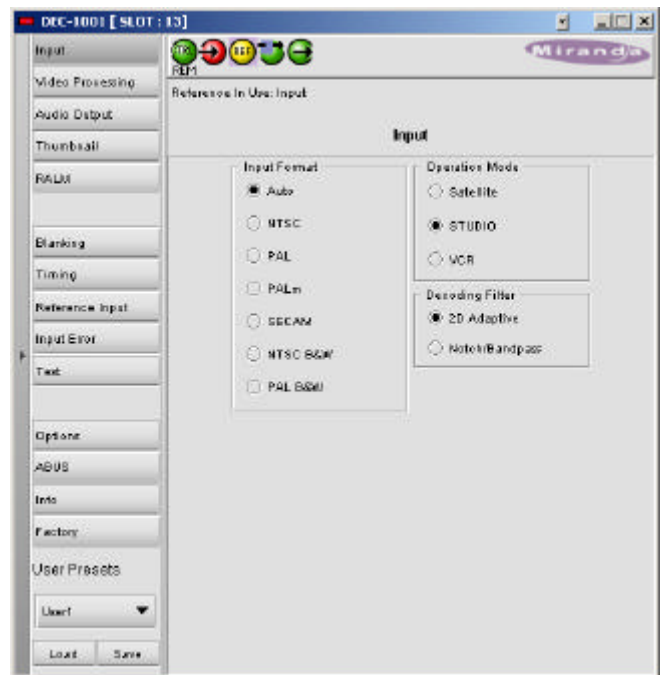 DEC-1001 [ SLOT : 13]
Input
Video Processing
Audio Output
Thumbnail
RALM
Blanking
Timing
Reference Input
Input Error
Test
Options
ABUS
Info
Factory
User Presets
User1
Load Save
REM
REF
Miranda
Reference In Use: Input
Input
Input Format
Auto
NTSC
PAL
PALm
SECAM
NTSC B&W
PAL B&W
Operation Mode
Satellite
STUDIO
VCR
Decoding Filter
2D Adaptive
Notch/Bandpass